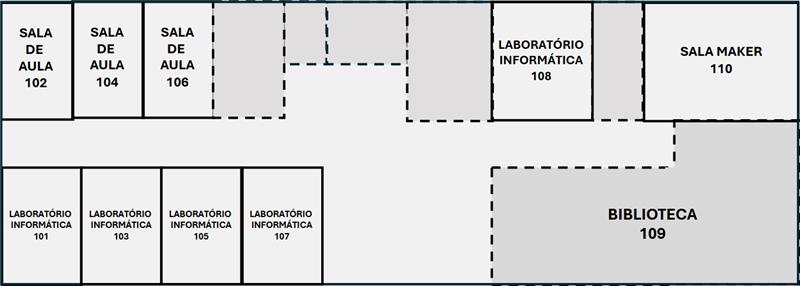 SALA
DE
AULA
102
SALA
DE
AULA
104
SALA
DE
AULA
106
LABORATÓRIO
INFORMÁTICA
108
SALA MAKER
110
LABORATÓRIO
INFORMÁTICA
101
LABORATÓRIO
INFORMÁTICA
103
LABORATÓRIO
INFORMÁTICA
105
LABORATÓRIO
INFORMÁTICA
107
BIBLIOTECA
109